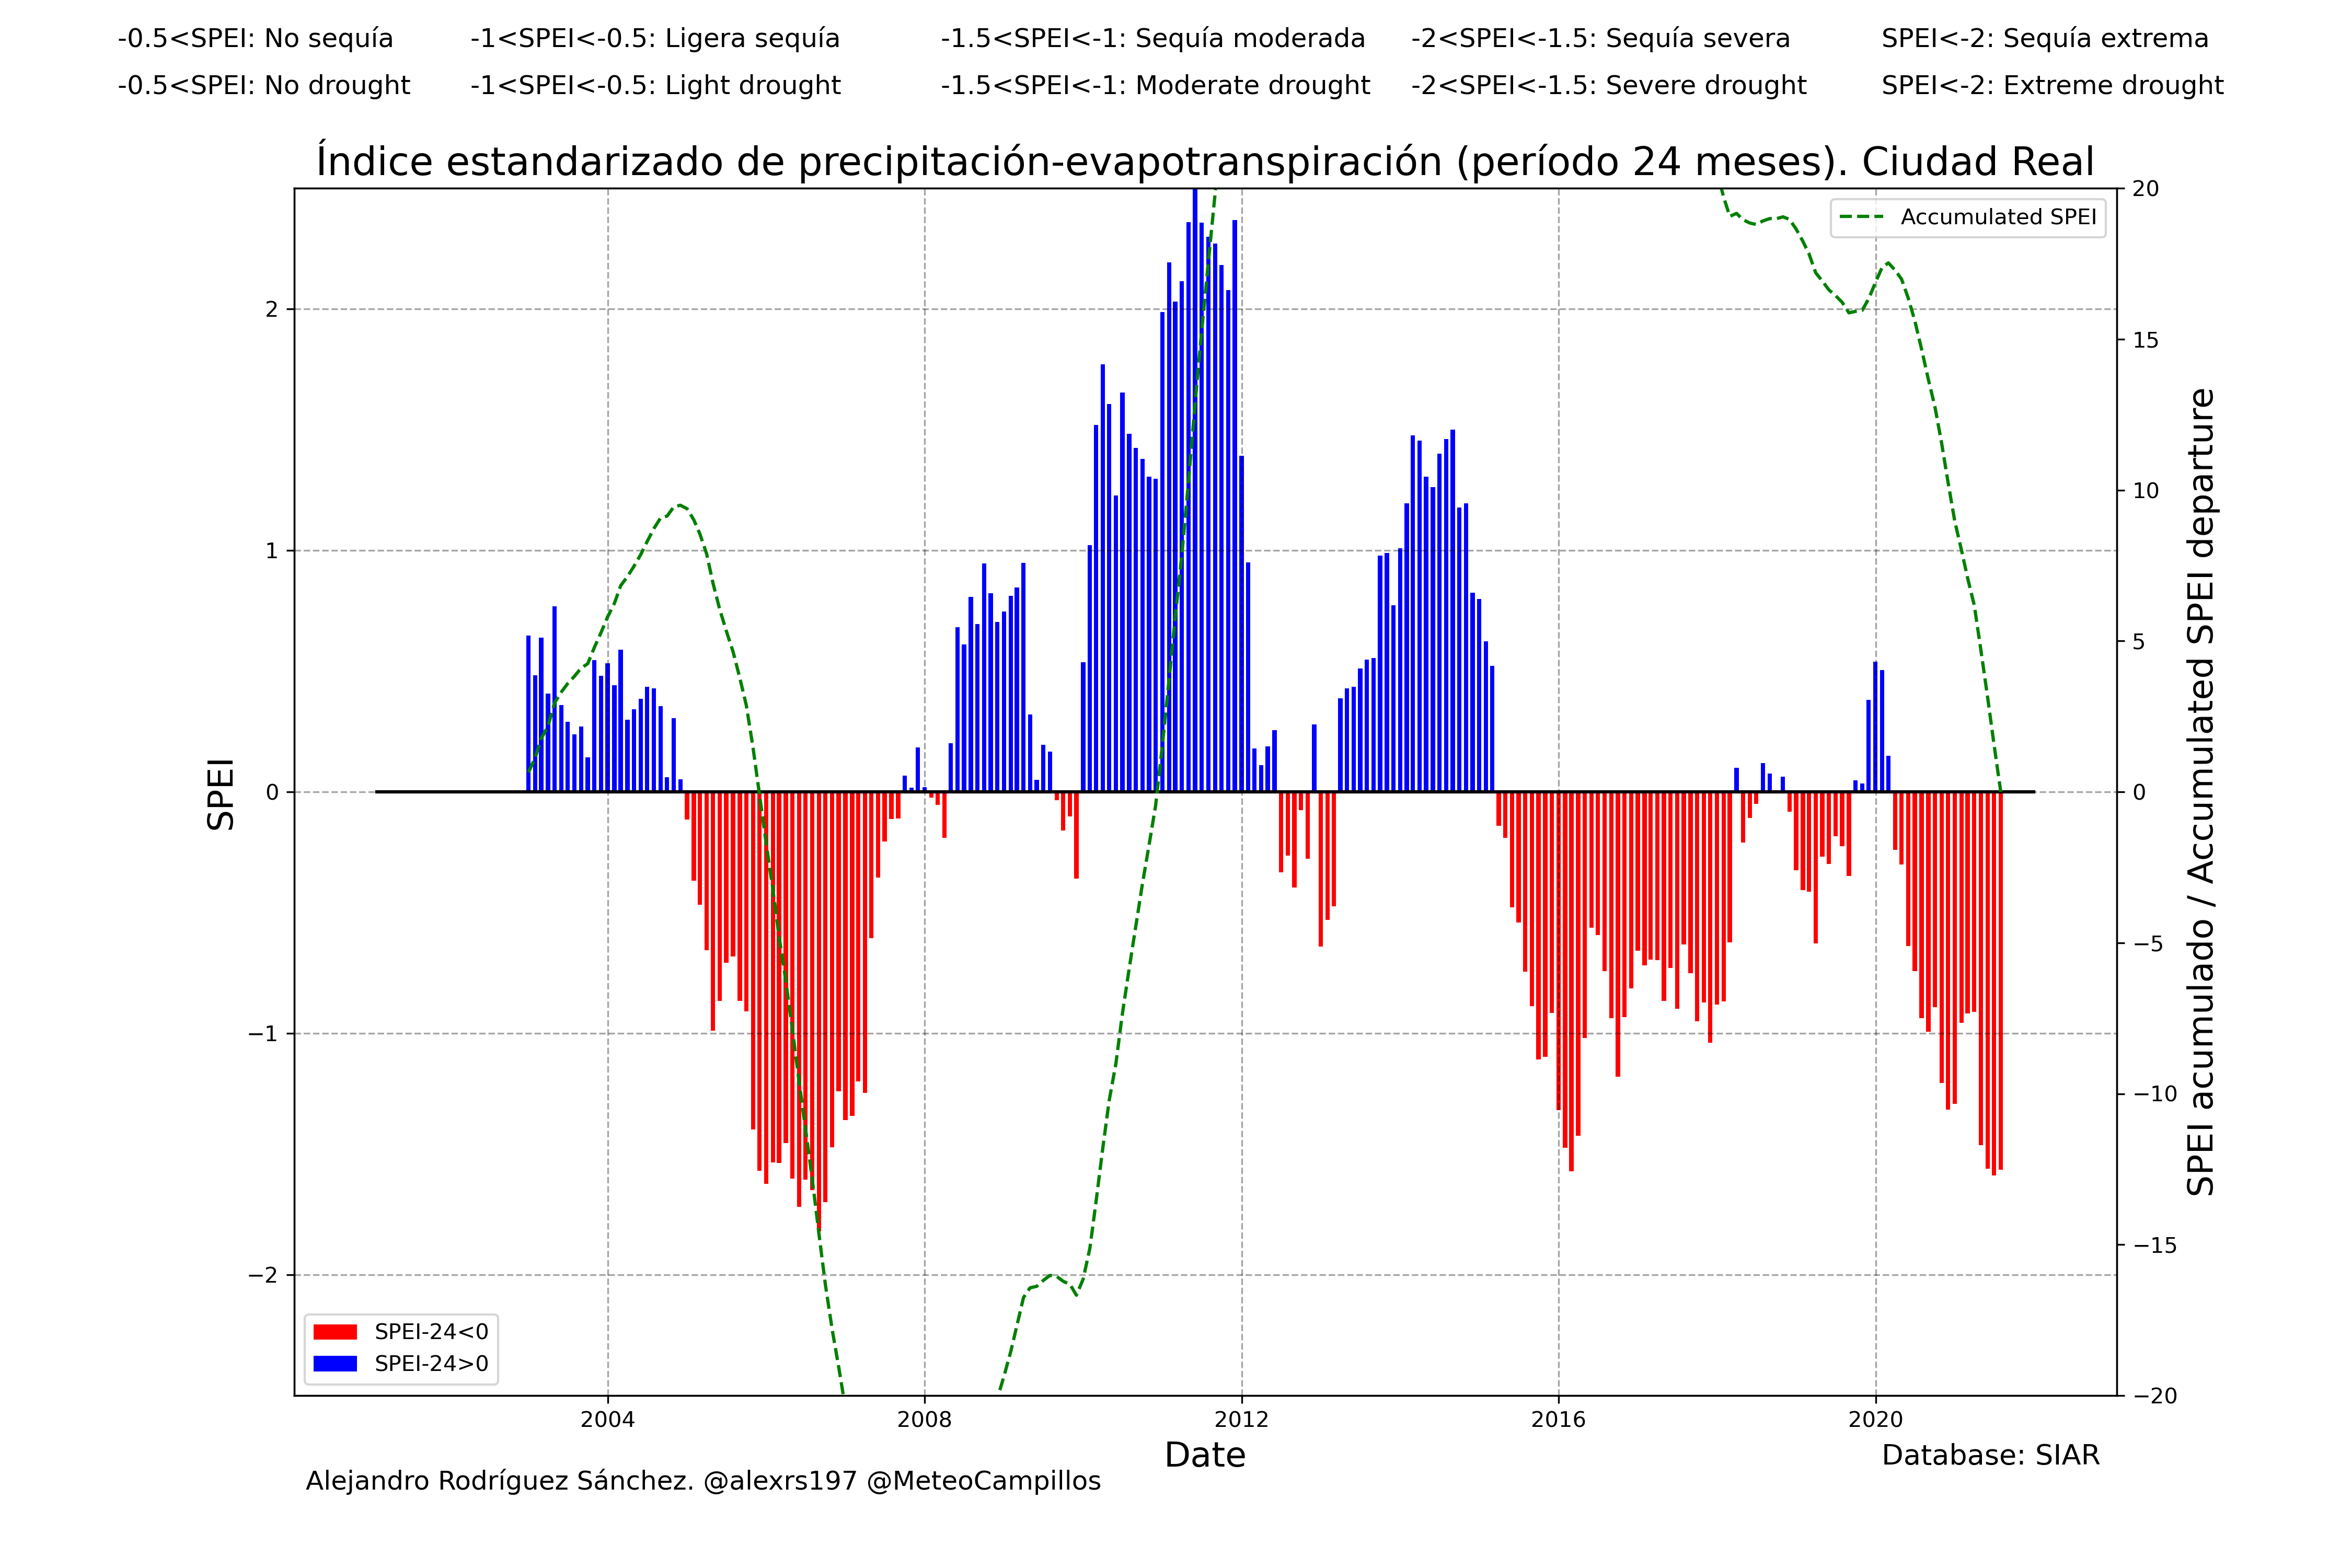 -0.5<SPEI: No sequía -1<SPEI<-0.5: Ligera sequía -1.5<SPEI<-1: Sequía moderada -2<SPEI<-1.5: Sequía severa SPEI<-2: Sequía extrema
-0.5<SPEI: No drought -1<SPEI<-0.5: Light drought -1.5<SPEI<-1: Moderate drought -2<SPEI<-1.5: Severe drought SPEI<-2: Extreme drought
Índice estandarizado de precipitación-evapotranspiración (período 24 meses). Ciudad Real
Accumulated SPEI
SPEI
2
1
0
−1
−2
20
15
10
5
0
−5
−10
−15
−20
SPEI acumulado / Accumulated SPEI departure
SPEI-24<0
SPEI-24>0
2004 2008 2012 2016 2020
Date
Database: SIAR
Alejandro Rodríguez Sánchez. @alexrs197 @MeteoCampillos